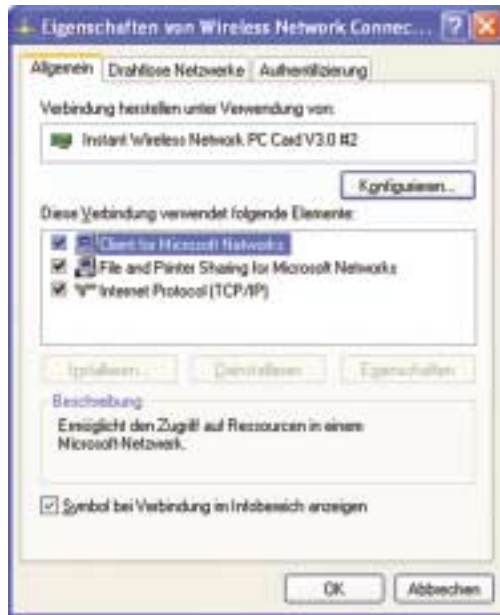 Eigenschaften von Wireless Network Connec... ?
Allgemein Drahtlose Netzwerke Authentifizierung
Verbindung herstellen unter Verwendung von:
Instant Wireless Network PC Card V3.0 #2
Konfigurieren...
Diese Verbindung verwendet folgende Elemente:
Client for Microsoft Networks
File and Printer Sharing for Microsoft Networks
Internet Protocol (TCP/IP)
Installieren... Deinstallieren Eigenschaften
Beschreibung
Ermöglicht den Zugriff auf Ressourcen in einem
Microsoft-Netzwerk.
Symbol bei Verbindung im Infobereich anzeigen
OK Abbrechen